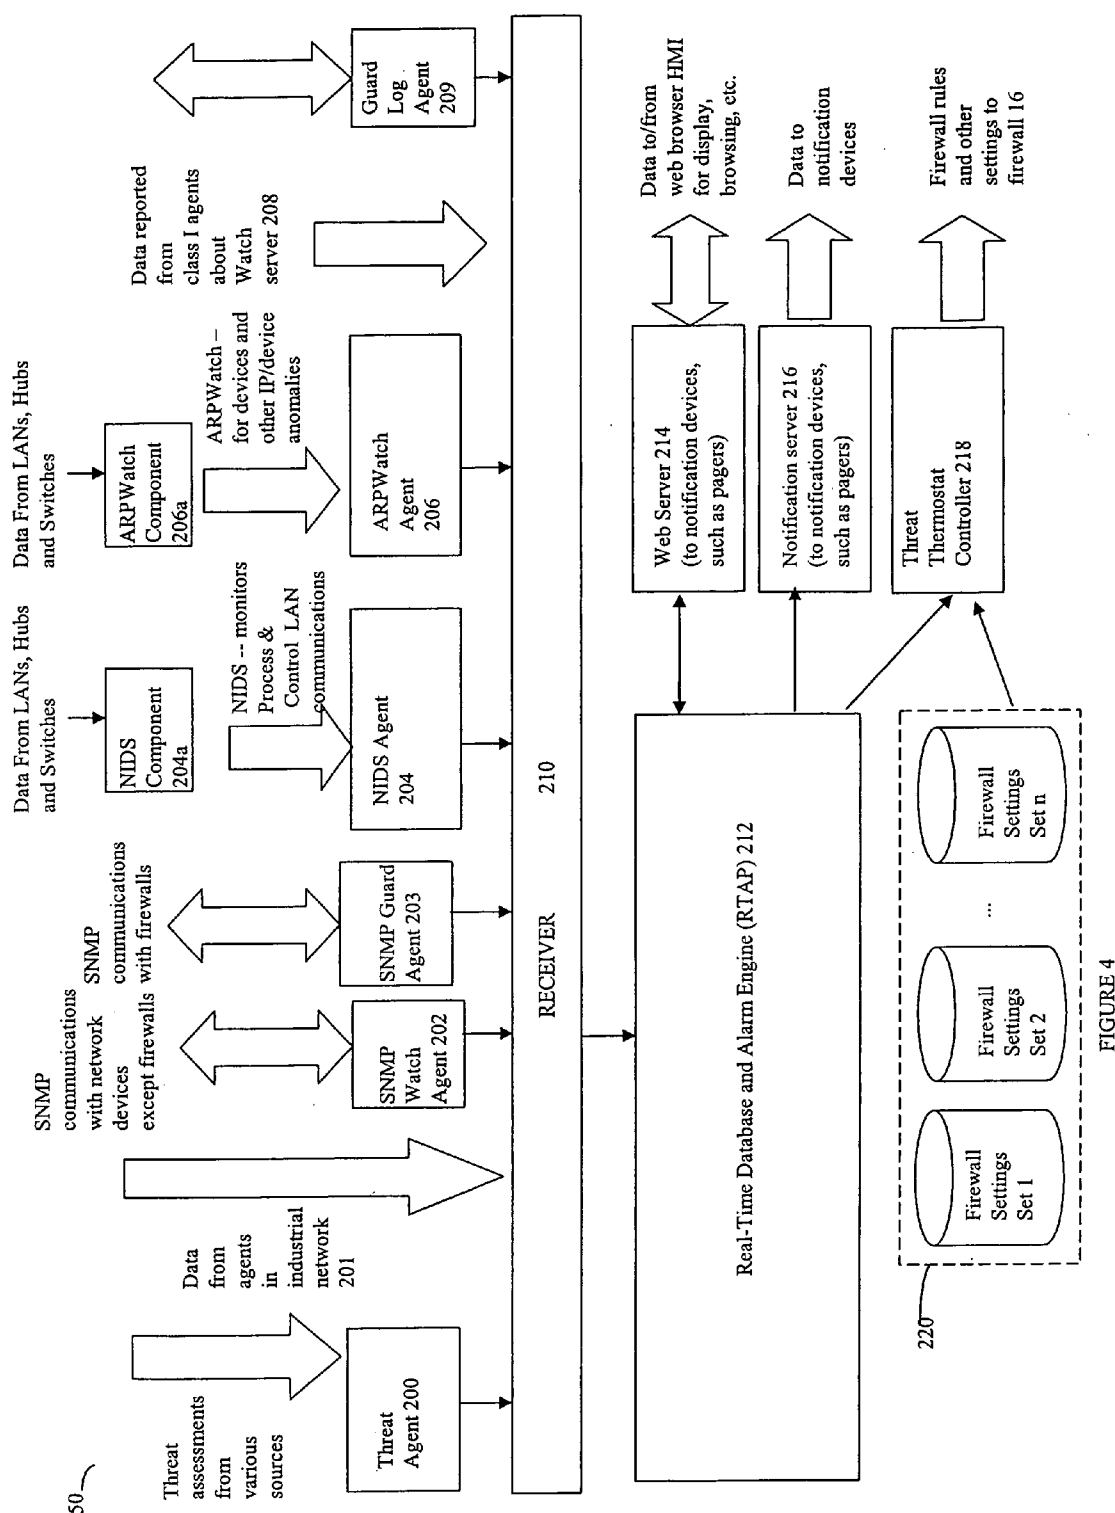 50
Threat
assessments
from
various
sources
Data
from
agents
in
industrial
network
201
SNMP
communications
with network
devices
except firewalls
SNMP
communications
with firewalls
Data From LANs, Hubs
and Switches
NIDS
Component
204a
NIDS -- monitors
Process &
Control LAN
communications
Data From LANs, Hubs
and Switches
ARPWatch
Component
206a
ARPWatch –
for devices and
other IP/device
anomalies
Data reported
from
class I agents
about
Watch
server 208
Threat
Agent 200
SNMP
Watch
Agent 202
SNMP Guard
Agent 203
NIDS Agent
204
ARPWatch
Agent
206
Guard
Log
Agent
209
RECEIVER 210
Real-Time Database and Alarm Engine (RTAP) 212
Web Server 214
(to notification devices,
such as pagers)
Data to/from
web browser HMI
for display,
browsing, etc.
Notification server 216
(to notification devices,
such as pagers)
Data to
notification
devices
Threat
Thermostat
Controller 218
Firewall rules
and other
settings to
firewall 16
220
Firewall
Settings
Set 1
Firewall
Settings
Set 2
...
Firewall
Settings
Set n
FIGURE 4